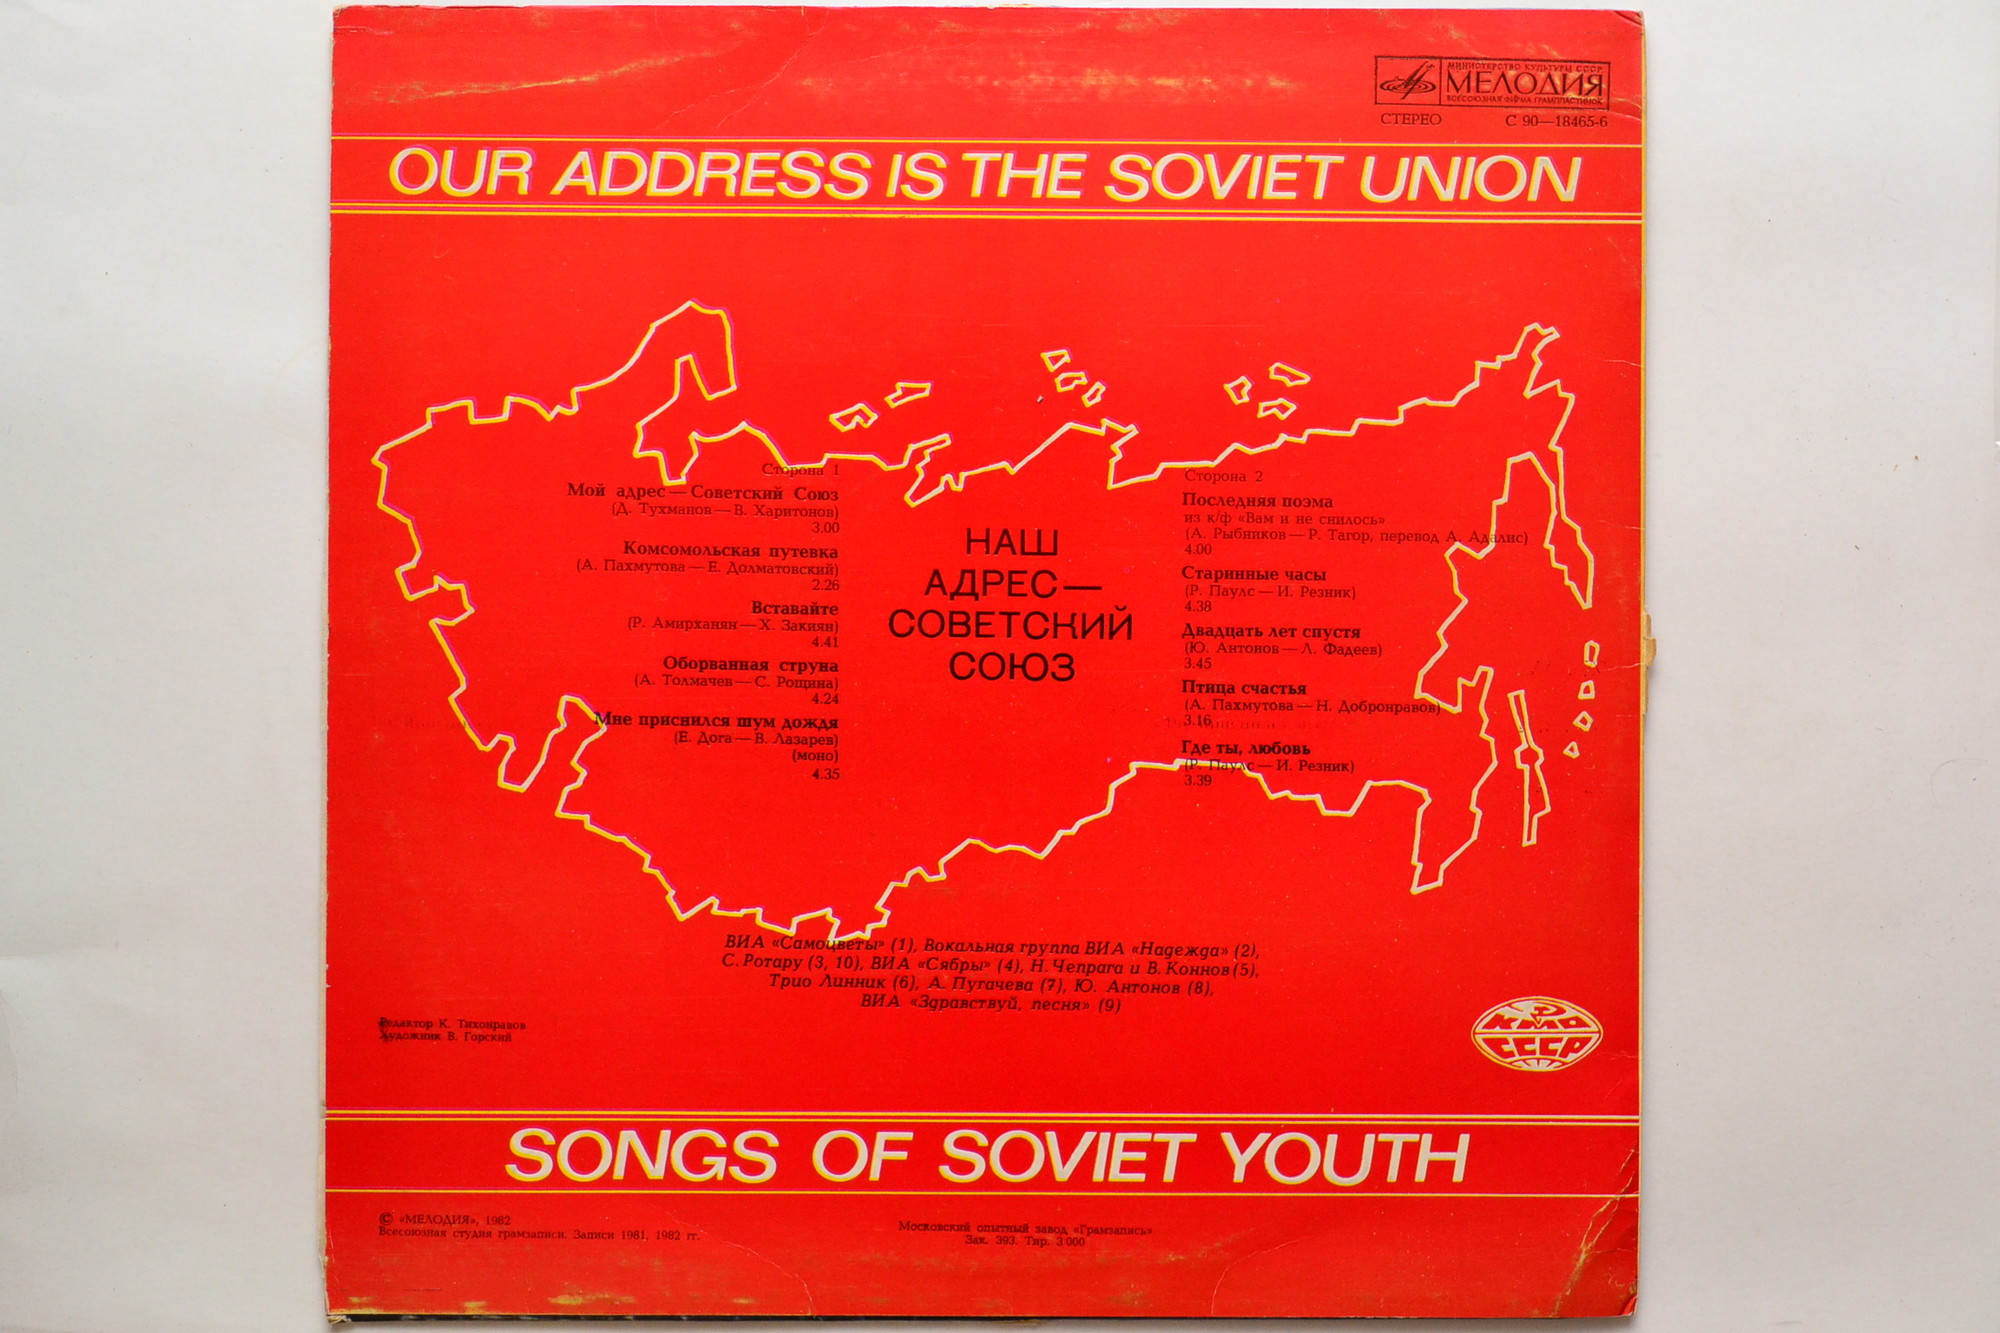 МИНИСТЕРСТВО КУЛЬТУРЫ СССР
МЕЛОДИЯ
ВСЕСОЮЗНАЯ ФИРМА ГРАМПЛАСТИНОК
СТЕРЕО С 90—18465-6
OUR ADDRESS IS THE SOVIET UNION
Сторона 1
Мой адрес — Советский Союз
(Д. Тухманов — В. Харитонов)
3.00
Комсомольская путевка
(А. Пахмутова — Е. Долматовский)
2.26
Вставайте
(Р. Амирханян — Х. Закиян)
4.41
Оборванная струна
(А. Толмачев — С. Рощина)
4.24
Мне приснился шум дождя
(Е. Дога — В. Лазарев)
(моно)
4.35
НАШ
АДРЕС —
СОВЕТСКИЙ
СОЮЗ
Сторона 2
Последняя поэма
из к/ф «Вам и не снилось»
(А. Рыбников — Р. Тагор, перевод А. Адалис)
4.00
Старинные часы
(Р. Паулс — И. Резник)
4.38
Двадцать лет спустя
(Ю. Антонов — Л. Фадеев)
3.45
Птица счастья
(А. Пахмутова — Н. Добронравов)
3.16
Где ты, любовь
(Р. Паулс — И. Резник)
3.39
ВИА «Самоцветы» (1), Вокальная группа ВИА «Надежда» (2),
С. Ротару (3, 10), ВИА «Сябры» (4), Н. Чепрага и В. Коннов (5),
Трио Линник (6), А. Пугачева (7), Ю. Антонов (8),
ВИА «Здравствуй, песня» (9)
Редактор К. Тихонравов
Художник В. Горский
КМО
СССР
SONGS OF SOVIET YOUTH
© «МЕЛОДИЯ», 1982
Всесоюзная студия грамзаписи. Записи 1981, 1982 гг.
Московский опытный завод «Грамзапись»
Зак. 393. Тир. 3 000